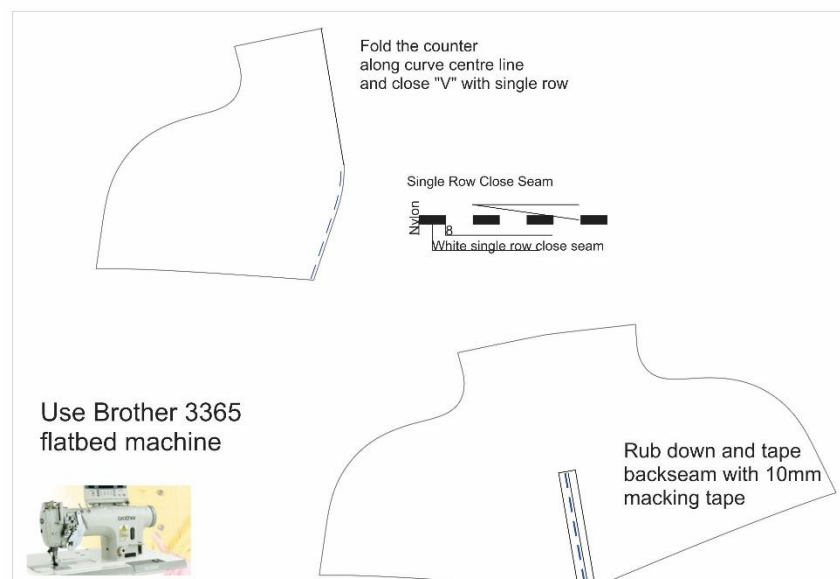 Fold the counter
along curve centre line
and close "V" with single row
Single Row Close Seam
Nylon
8
White single row close seam
Use Brother 3365
flatbed machine
Rub down and tape
backseam with 10mm
macking tape
brother